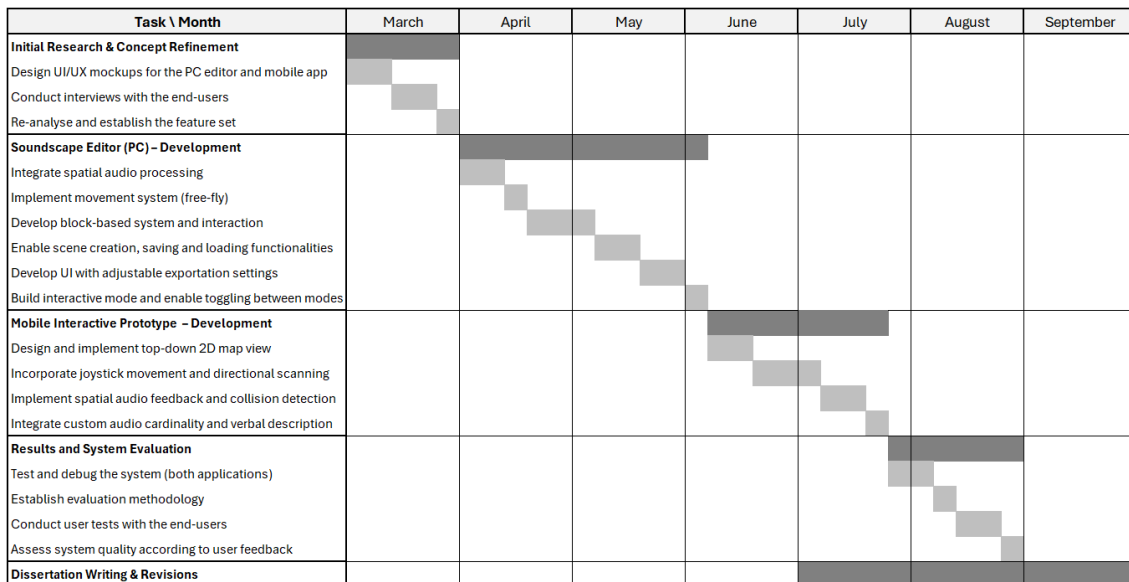 Task \ Month March April May June July August September
Initial Research & Concept Refinement
Design UI/UX mockups for the PC editor and mobile app
Conduct interviews with the end-users
Re-analyse and establish the feature set
Soundscape Editor (PC) – Development
Integrate spatial audio processing
Implement movement system (free-fly)
Develop block-based system and interaction
Enable scene creation, saving and loading functionalities
Develop UI with adjustable exportation settings
Build interactive mode and enable toggling between modes
Mobile Interactive Prototype – Development
Design and implement top-down 2D map view
Incorporate joystick movement and directional scanning
Implement spatial audio feedback and collision detection
Integrate custom audio cardinality and verbal description
Results and System Evaluation
Test and debug the system (both applications)
Establish evaluation methodology
Conduct user tests with the end-users
Assess system quality according to user feedback
Dissertation Writing & Revisions